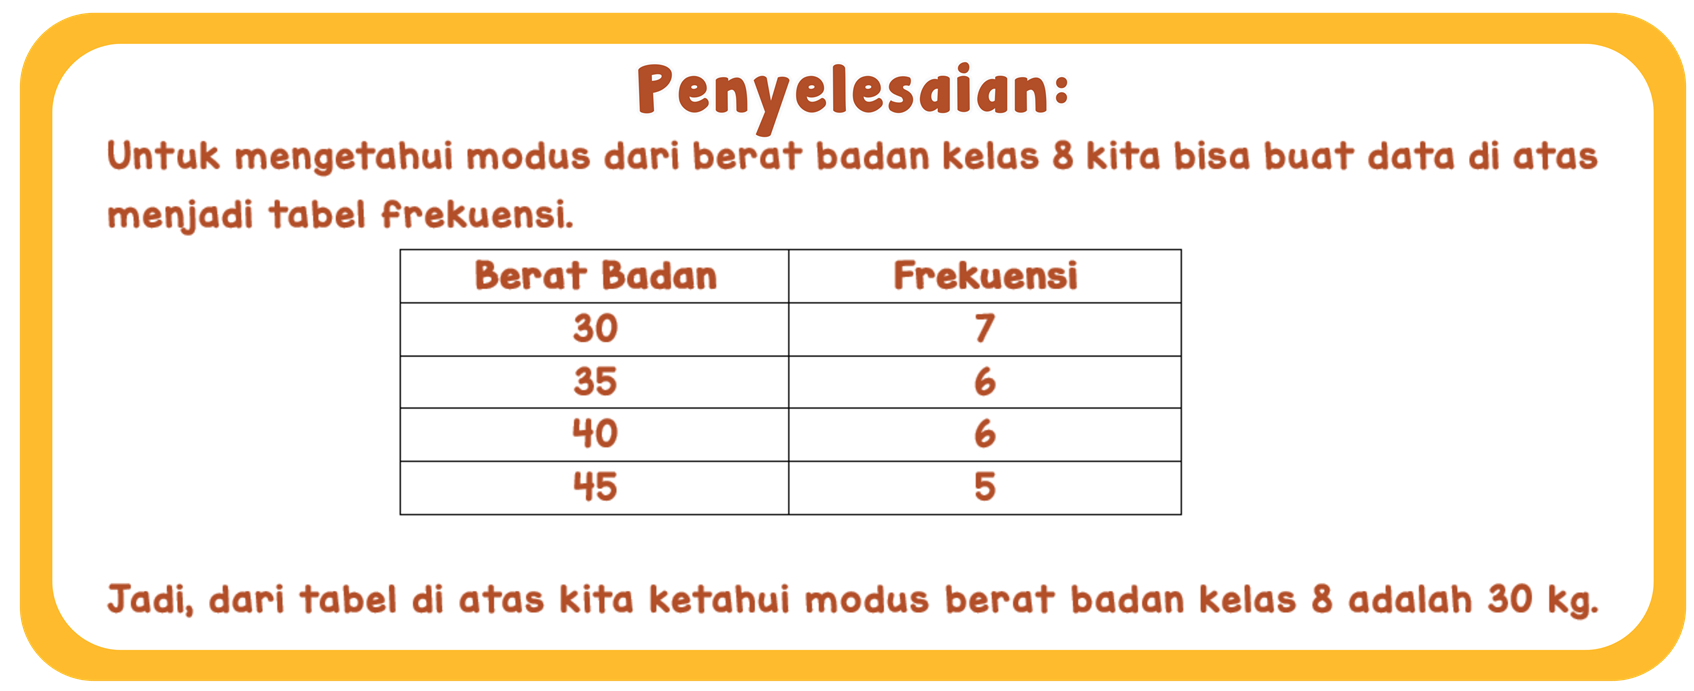 Penyelesaian:
Untuk mengetahui modus dari berat badan kelas 8 kita bisa buat data di atas
menjadi tabel frekuensi.
Berat Badan Frekuensi
30 7
35 6
40 6
45 5
Jadi, dari tabel di atas kita ketahui modus berat badan kelas 8 adalah 30 kg.